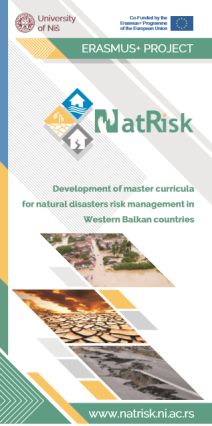 University
of Niš
Co-Funded by the
Erasmus+ Programme
of the European Union
ERASMUS+ PROJECT
NatRisk
Development of master curricula
for natural disasters risk management in
Western Balkan countries
www.natrisk.ni.ac.rs